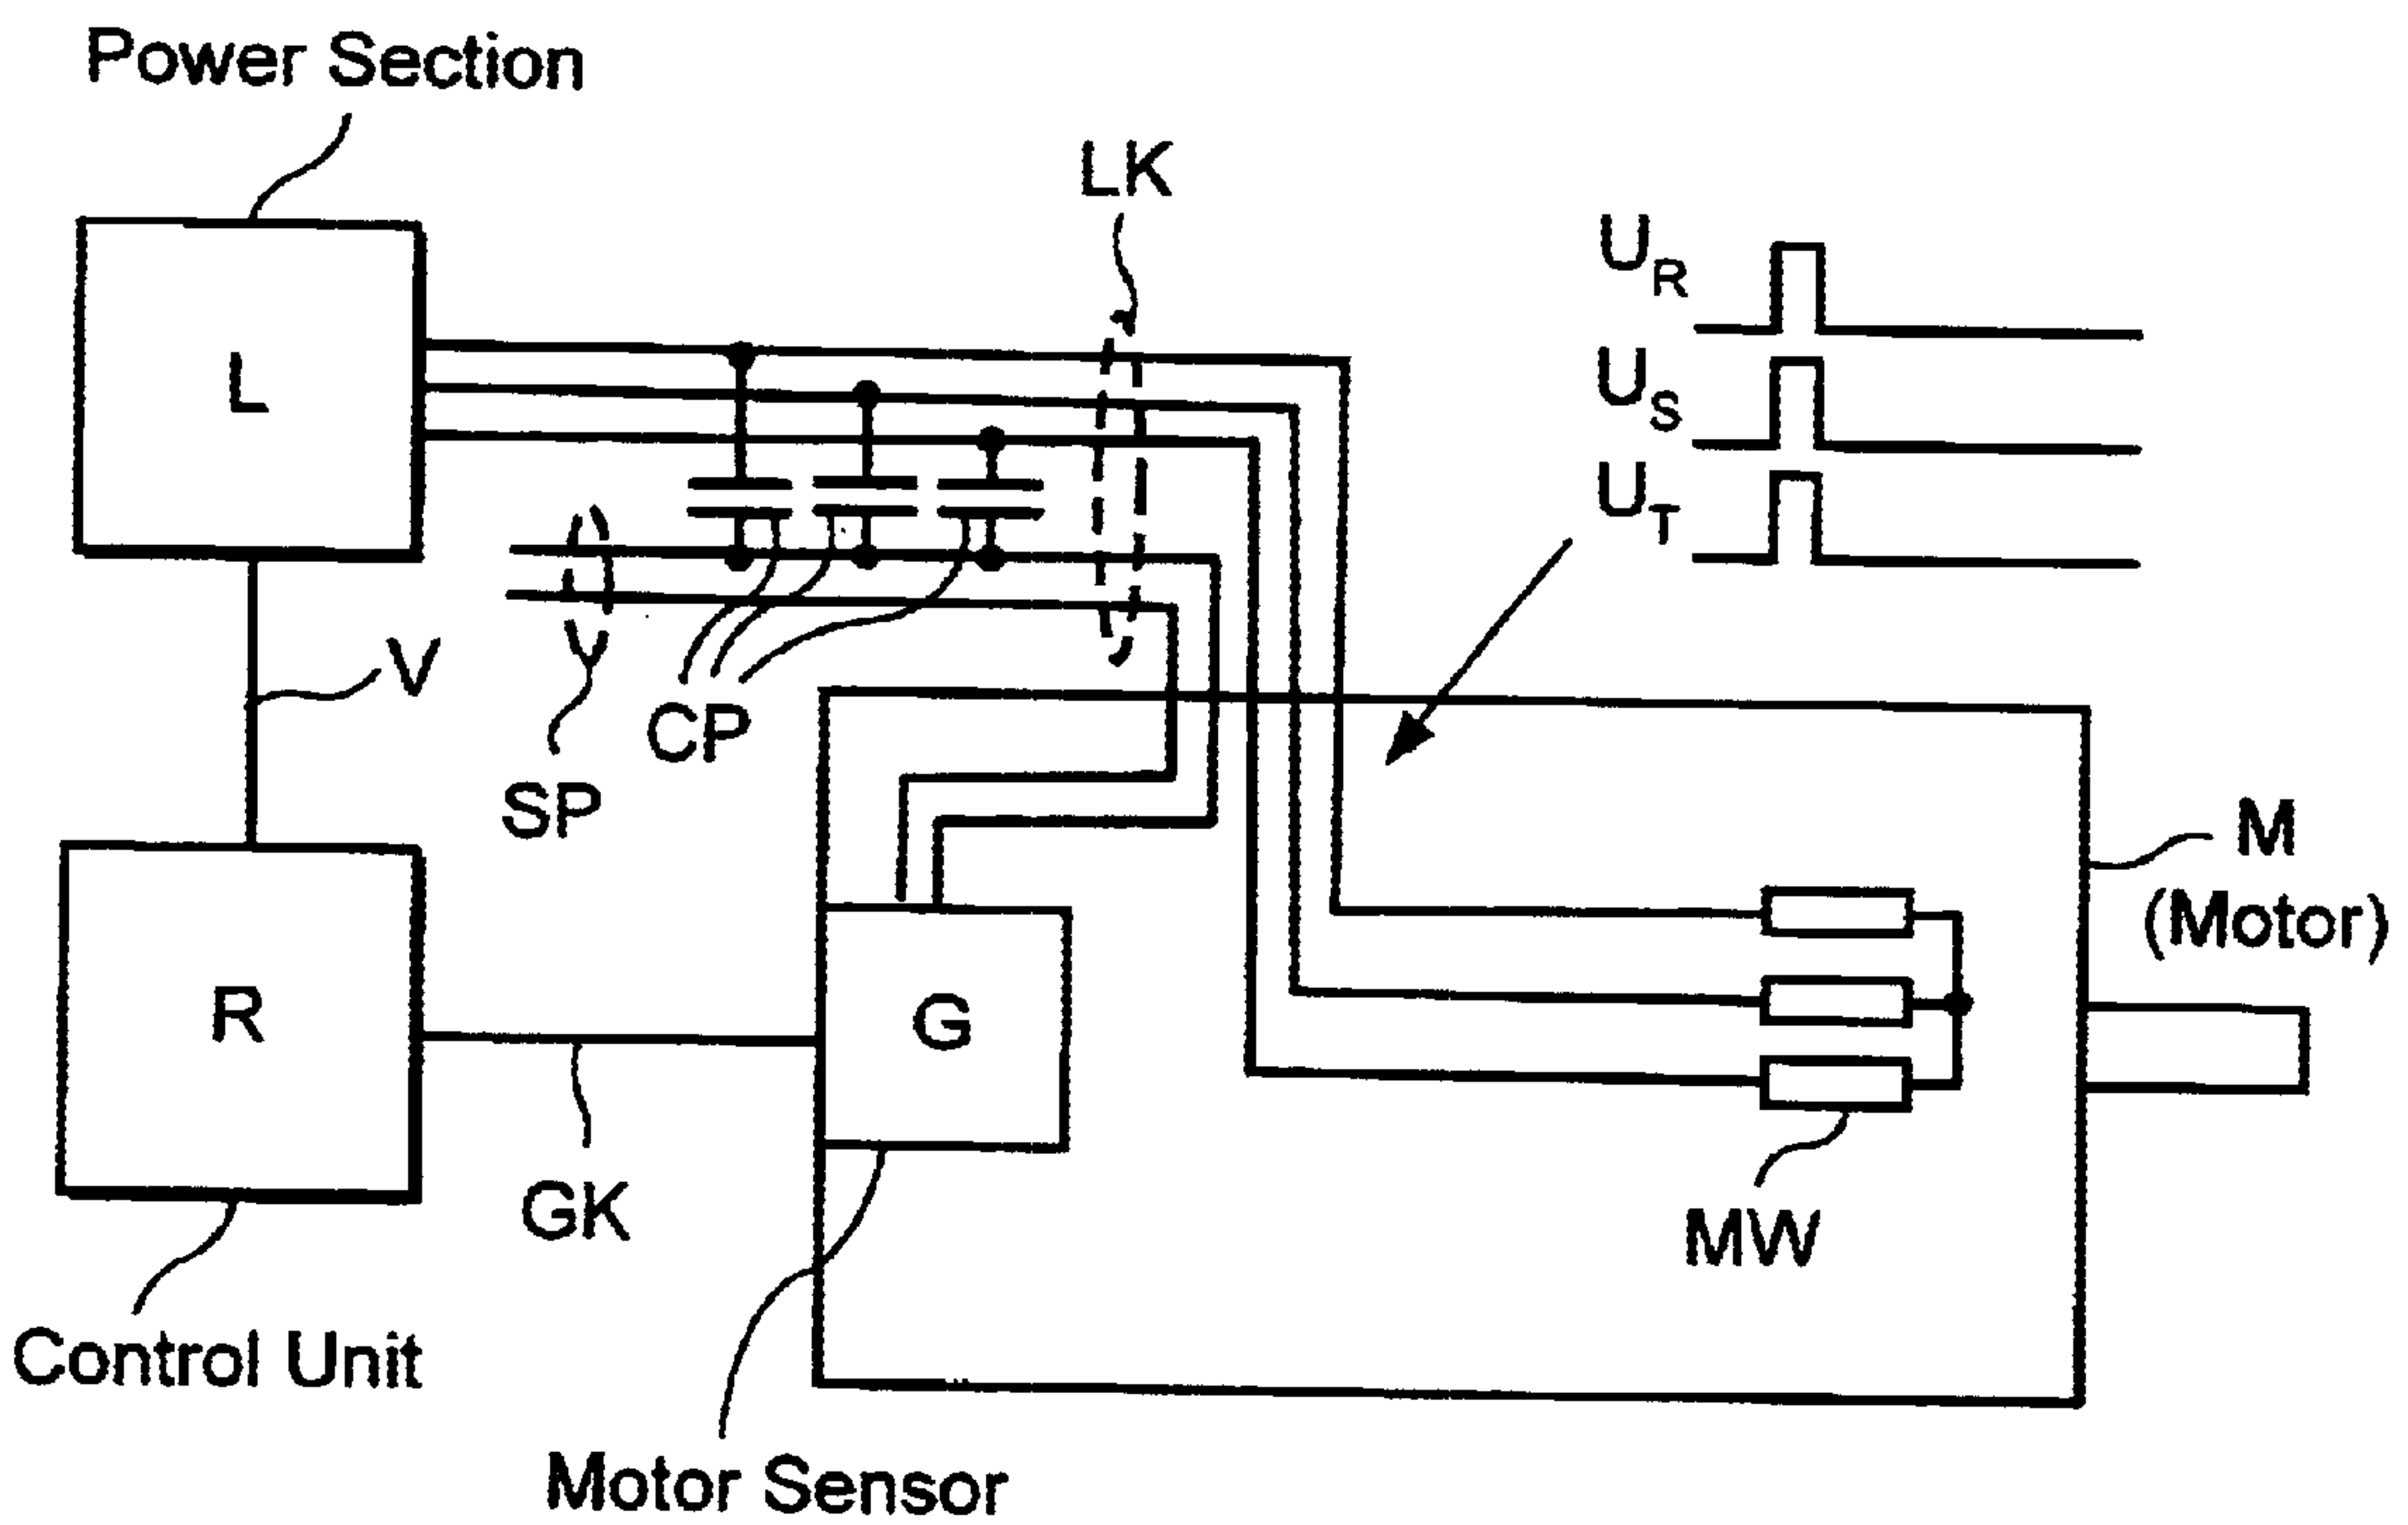 Power Section
LK
U_R
L
U_S
U_T
V
CP
SP
M
(Motor)
R
G
GK
MW
Control Unit
Motor Sensor